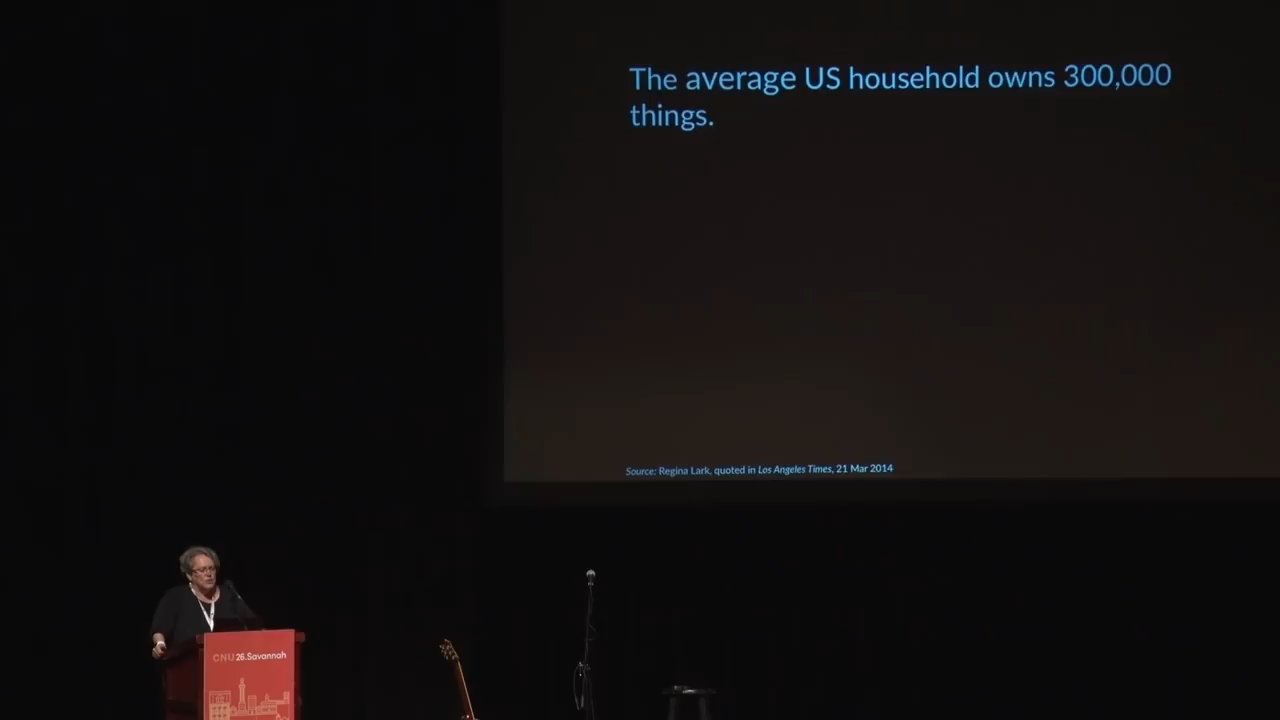 The average US household owns 300,000
things.
Source: Regina Lark, quoted in Los Angeles Times, 21 Mar 2014
CNU 26.Savannah